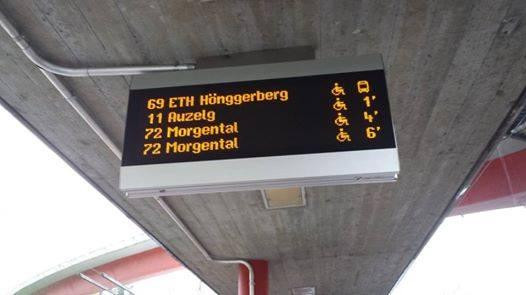 69 ETH Hönggerberg
11 Auzelg 1'
72 Morgental 4'
72 Morgental 6'